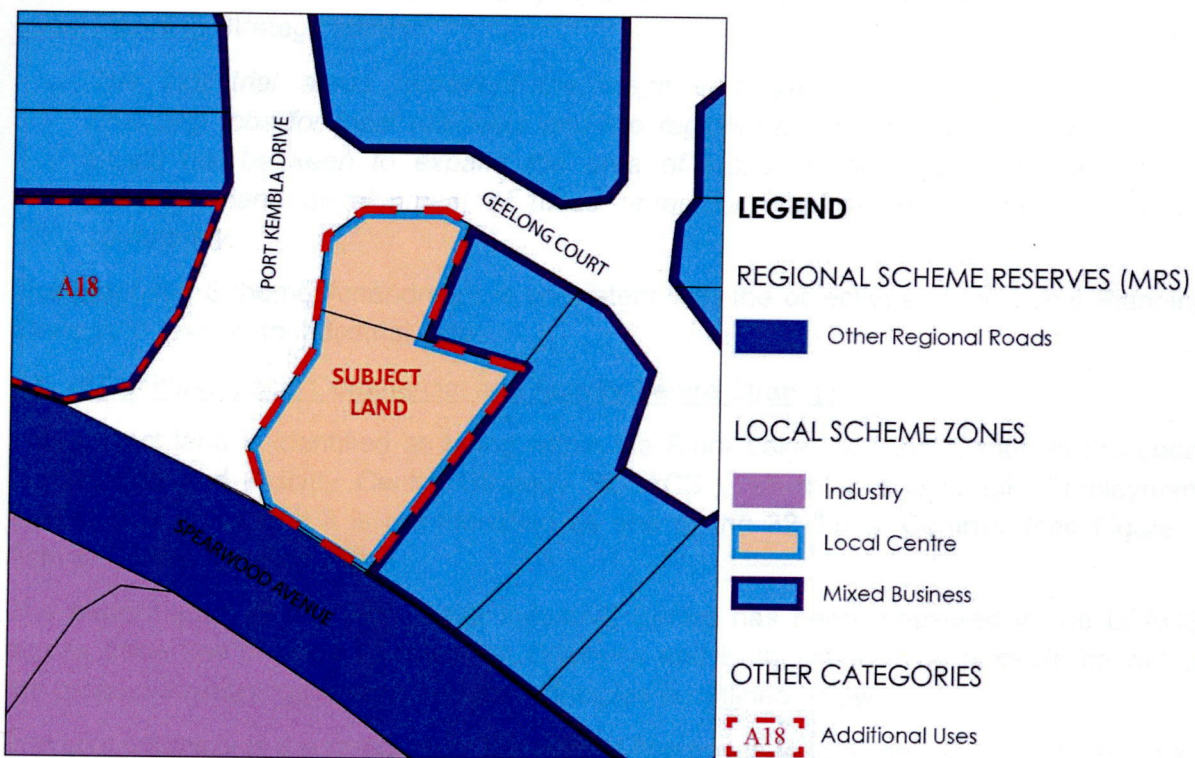 PORT KEMBLA DRIVE
GEELONG COURT
A18
SUBJECT
LAND
SPEARWOOD AVENUE
LEGEND
REGIONAL SCHEME RESERVES (MRS)
Other Regional Roads
LOCAL SCHEME ZONES
Industry
Local Centre
Mixed Business
OTHER CATEGORIES
A18 Additional Uses